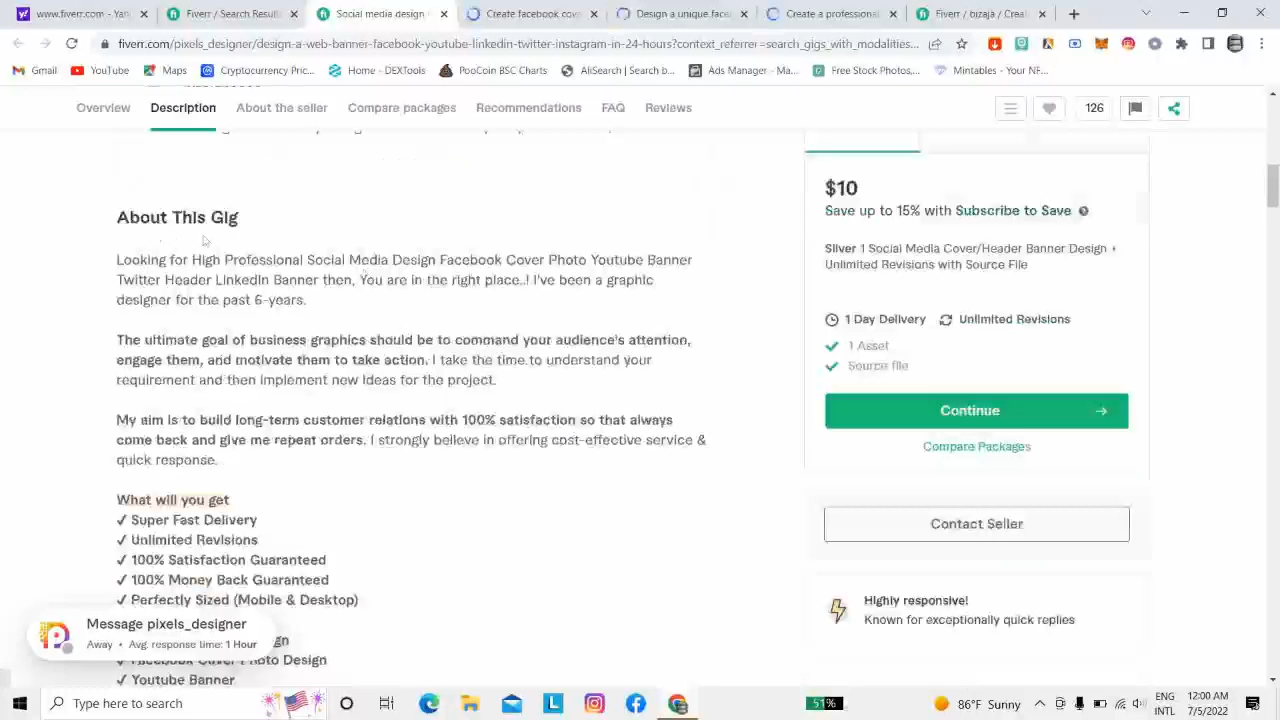 www.fiverr.com/ - Yah
Fiverr / Search Results
Social media design
Create facebook cov
Design a unique face
Create a professional
Fiverr / bizaja / Creat
fiverr.com/pixels_designer/design-a-web-banner-facebook-youtube-linkedin-twitter-instagram-in-24-hours?context_referrer=search_gigs_with_modalities...
Gmail
YouTube
Maps
Cryptocurrency Pric...
Home - DEXTools
PooCoin BSC Charts
AliSearch | Search b...
Ads Manager - Ma...
Free Stock Photos,...
Mintables - Your NF...
Overview
Description
About the seller
Compare packages
Recommendations
FAQ
Reviews
126
About This Gig
Looking for High Professional Social Media Design Facebook Cover Photo Youtube Banner
Twitter Header LinkedIn Banner then, You are in the right place..! I've been a graphic
designer for the past 6-years.
The ultimate goal of business graphics should be to command your audience's attention,
engage them, and motivate them to take action. I take the time to understand your
requirement and then implement new ideas for the project.
My aim is to build long-term customer relations with 100% satisfaction so that always
come back and give me repeat orders. I strongly believe in offering cost-effective service &
quick response.
What will you get
✓ Super Fast Delivery
✓ Unlimited Revisions
✓ 100% Satisfaction Guaranteed
✓ 100% Money Back Guaranteed
✓ Perfectly Sized (Mobile & Desktop)
✓ Facebook Cover Photo Design
✓ Youtube Banner
Message pixels_designer
Away • Avg. response time: 1 Hour
$10
Save up to 15% with Subscribe to Save
Silver 1 Social Media Cover/Header Banner Design +
Unlimited Revisions with Source File
1 Day Delivery
Unlimited Revisions
1 Asset
Source file
Continue
Compare Packages
Contact Seller
Highly responsive!
Known for exceptionally quick replies
Type here to search
51%
86°F Sunny
ENG
INTL
12:00 AM
7/5/2022